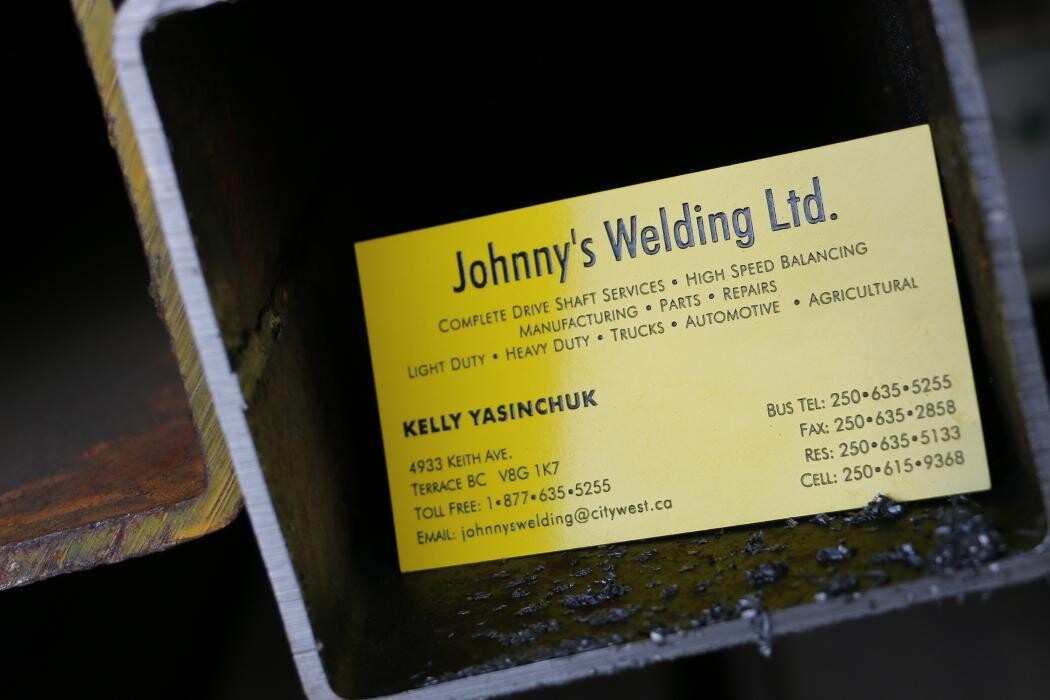 Johnny's Welding Ltd.
COMPLETE DRIVE SHAFT SERVICES • HIGH SPEED BALANCING
MANUFACTURING • PARTS • REPAIRS
LIGHT DUTY • HEAVY DUTY • TRUCKS • AUTOMOTIVE • AGRICULTURAL
KELLY YASINCHUK
4933 KEITH AVE.
TERRACE BC V8G 1K7
TOLL FREE: 1•877•635•5255
EMAIL: johnnyswelding@citywest.ca
BUS TEL: 250•635•5255
FAX: 250•635•2858
RES: 250•635•5133
CELL: 250•615•9368